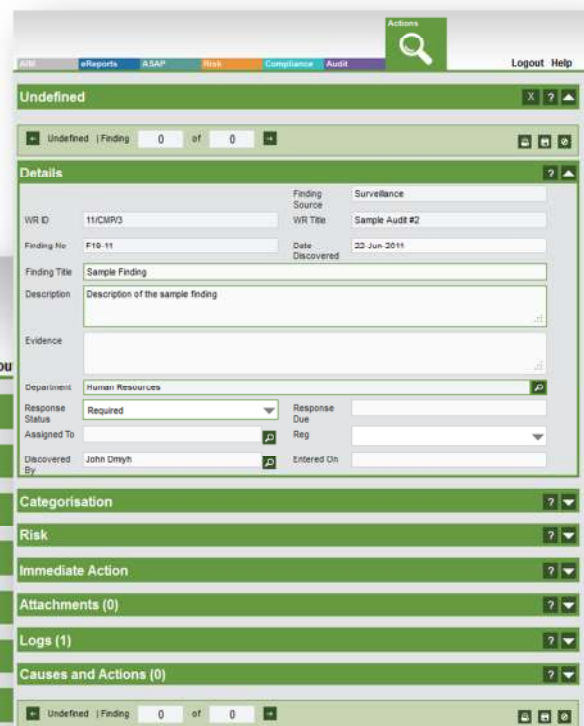 Actions
AIM eReports ASAP Risk Compliance Audit
Logout Help
Undefined X ?
Undefined | Finding 0 of 0
Details ?
Finding Source Surveillance
WR ID 11/CMP/3 WR Title Sample Audit #2
Finding No F19-11 Date Discovered 22-Jun-2011
Finding Title Sample Finding
Description Description of the sample finding
Evidence
Department Human Resources
Response Status Required Response Due
Assigned To Reg
Discovered By John Dmyh Entered On
Categorisation ?
Risk ?
Immediate Action ?
Attachments (0) ?
Logs (1) ?
Causes and Actions (0) ?
Undefined | Finding 0 of 0